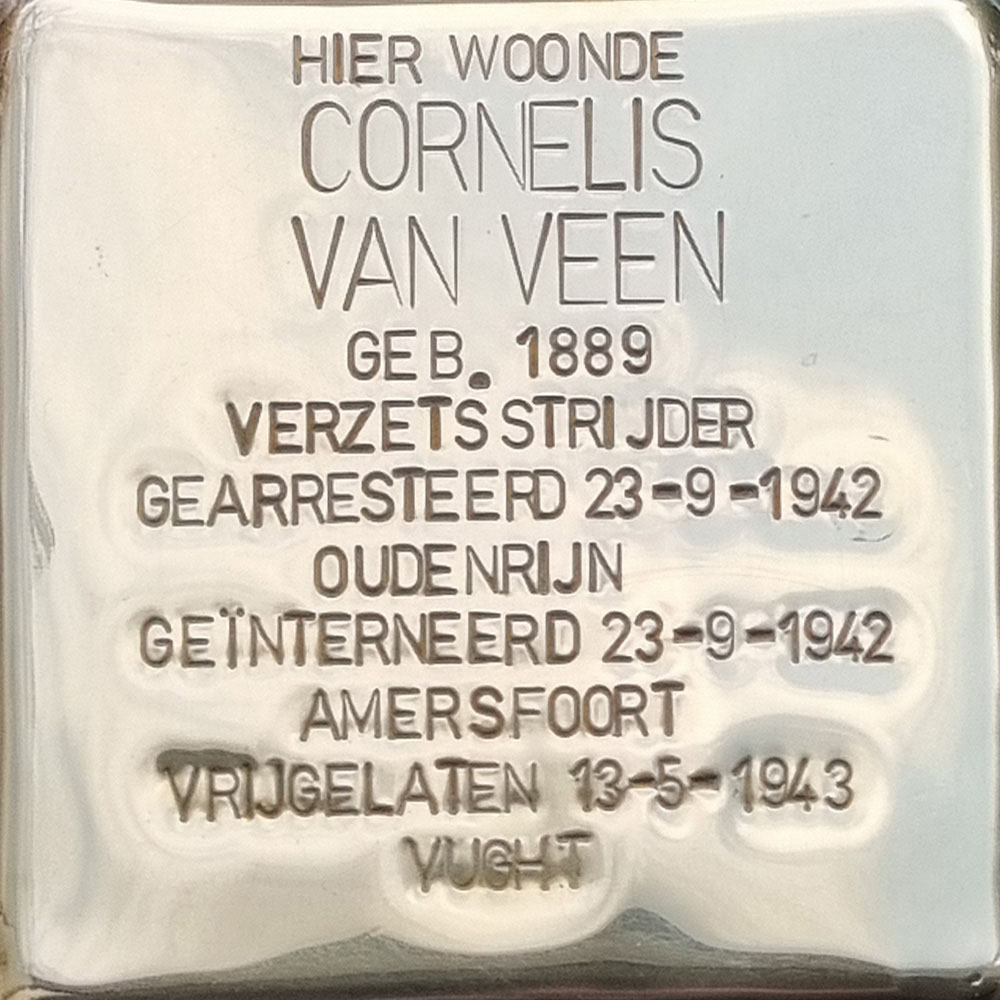 HIER WOONDE
CORNELIS
VAN VEEN
GEB. 1889
VERZETSSTRIJDER
GEARRESTEERD 23-9-1942
OUDENRIJN
GEÏNTERNEERD 23-9-1942
AMERSFOORT
VRIJGELATEN 13-5-1943
VUGHT